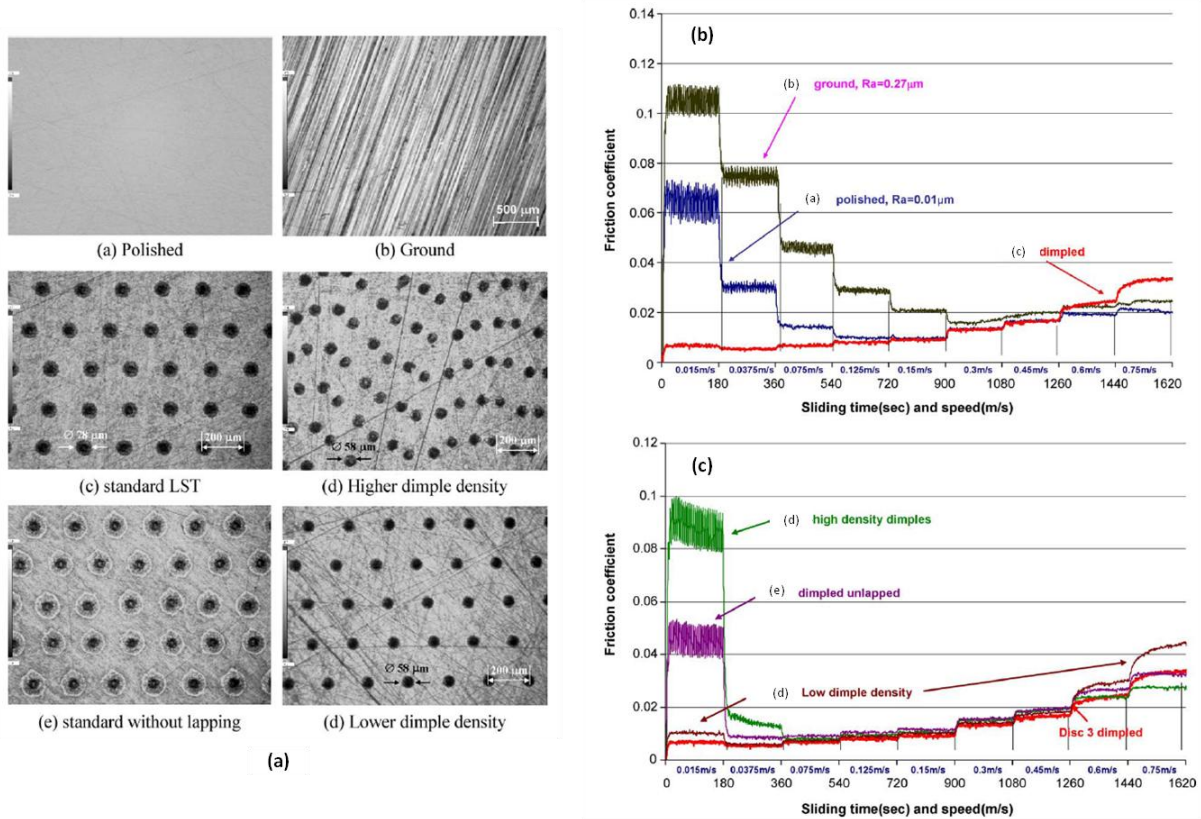 500 μm
(a) Polished
(b) Ground
Ø 78 μm
200 μm
Ø 58 μm
200 μm
(c) standard LST
(d) Higher dimple density
Ø 58 μm
200 μm
(e) standard without lapping
(d) Lower dimple density
(a)
(b)
Friction coefficient
0.14
0.12
0.1
0.08
0.06
0.04
0.02
0
(b) ground, Ra=0.27μm
(a) polished, Ra=0.01μm
(c) dimpled
0.015m/s 0.0375m/s 0.075m/s 0.125m/s 0.15m/s 0.3m/s 0.45m/s 0.6m/s 0.75m/s
0 180 360 540 720 900 1080 1260 1440 1620
Sliding time(sec) and speed(m/s)
(c)
Friction coefficient
0.12
0.1
0.08
0.06
0.04
0.02
0
(d) high density dimples
(e) dimpled unlapped
(d) Low dimple density
Disc 3 dimpled
0.015m/s 0.0375m/s 0.075m/s 0.125m/s 0.15m/s 0.3m/s 0.45m/s 0.6m/s 0.75m/s
0 180 360 540 720 900 1080 1260 1440 1620
Sliding time(sec) and speed(m/s)